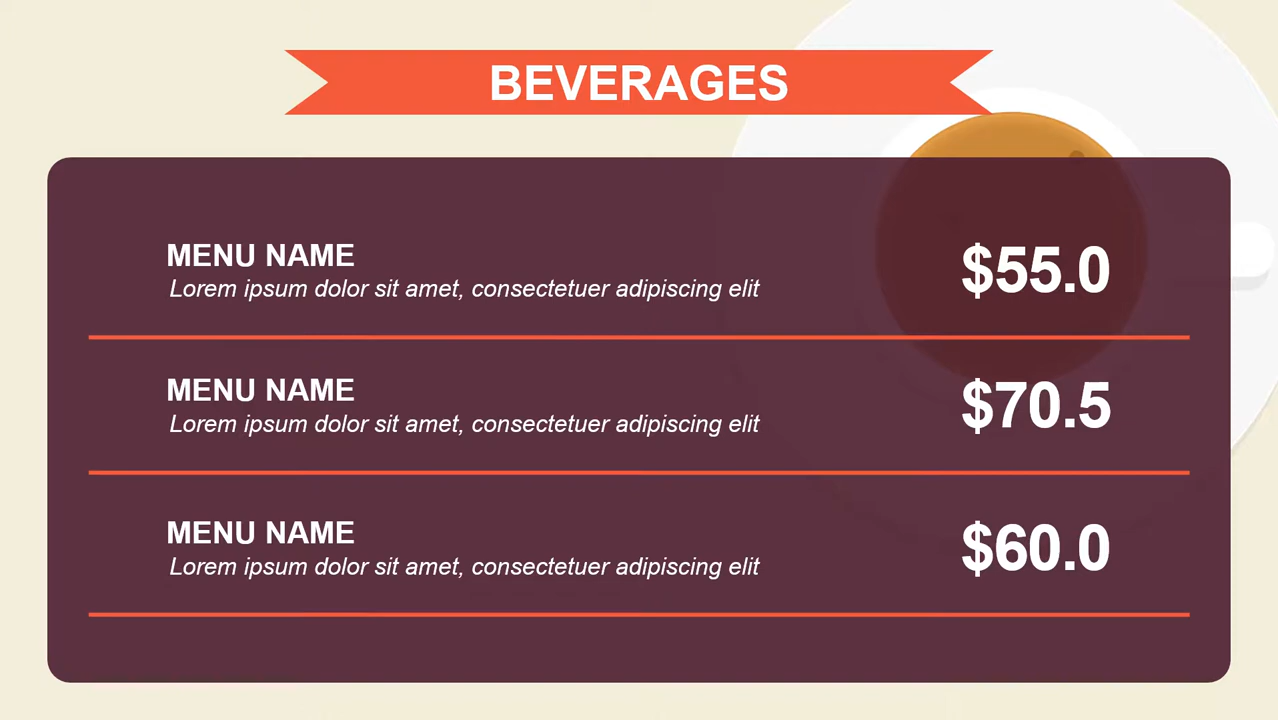 BEVERAGES
MENU NAME
Lorem ipsum dolor sit amet, consectetuer adipiscing elit
$55.0
MENU NAME
Lorem ipsum dolor sit amet, consectetuer adipiscing elit
$70.5
MENU NAME
Lorem ipsum dolor sit amet, consectetuer adipiscing elit
$60.0